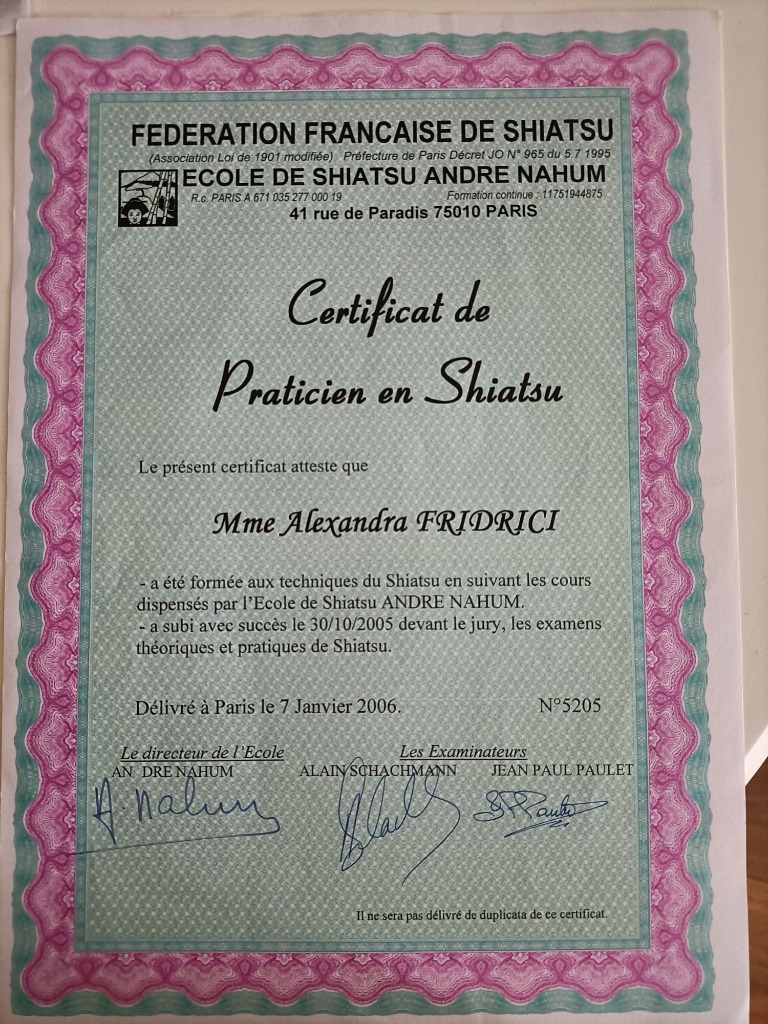 FEDERATION FRANCAISE DE SHIATSU
(Association Loi de 1901 modifiée) Préfecture de Paris Décret JO N° 965 du 5 7 1995
ECOLE DE SHIATSU ANDRE NAHUM
R.c. PARIS A 671 035 277 000 19 Formation continue : 11751944875
41 rue de Paradis 75010 PARIS
Certificat de
Praticien en Shiatsu
Le présent certificat atteste que
Mme Alexandra FRIDRICI
- a été formée aux techniques du Shiatsu en suivant les cours
dispensés par l'Ecole de Shiatsu ANDRE NAHUM.
- a subi avec succès le 30/10/2005 devant le jury, les examens
théoriques et pratiques de Shiatsu.
Délivré à Paris le 7 Janvier 2006. N°5205
Le directeur de l'Ecole Les Examinateurs
AN DRE NAHUM ALAIN SCHACHMANN JEAN PAUL PAULET
A. Nahum
Il ne sera pas délivré de duplicata de ce certificat.